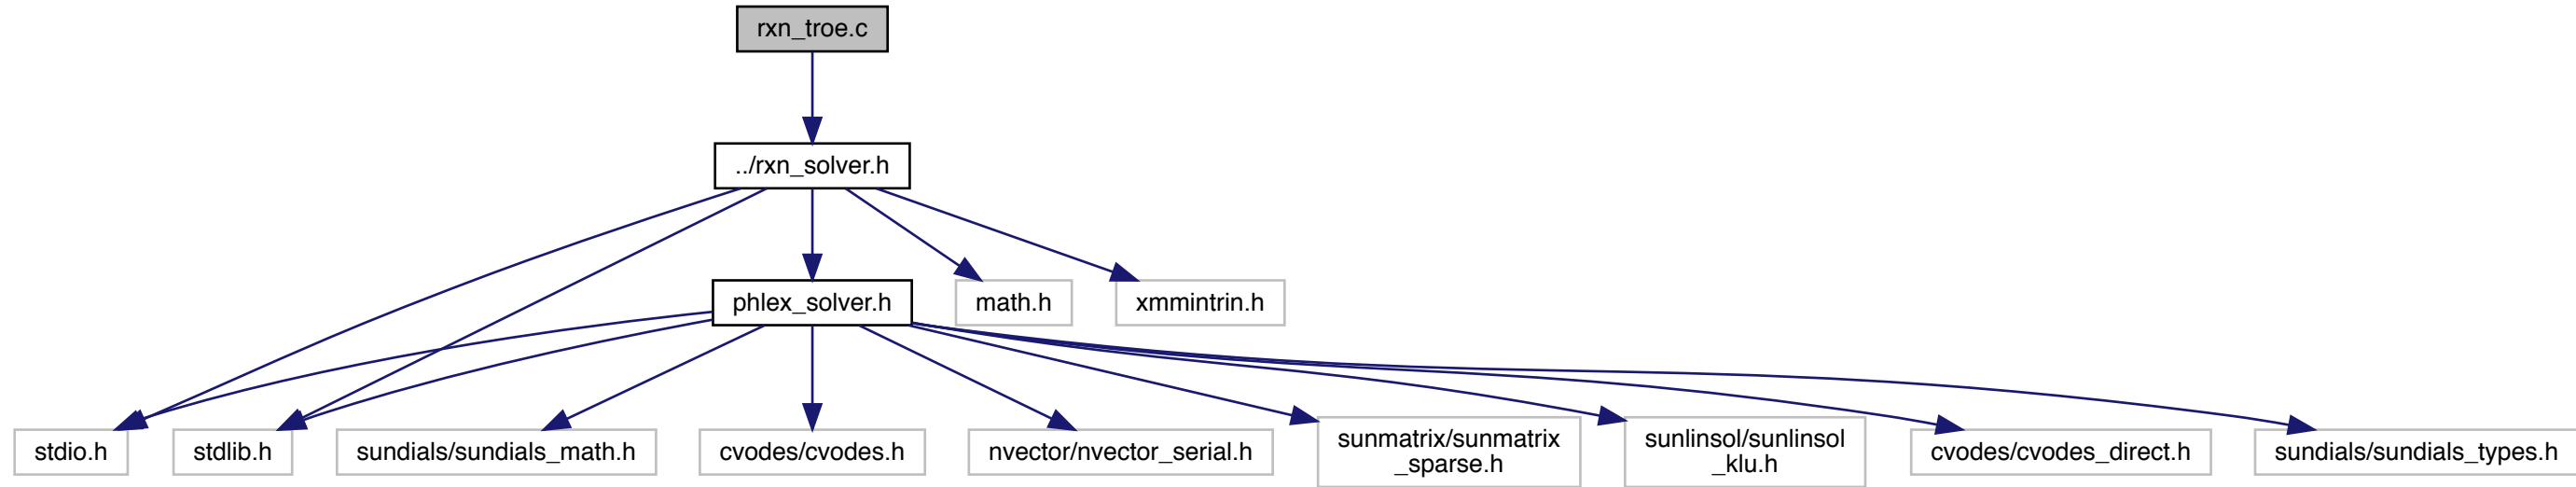 rxn_troe.c
../rxn_solver.h
phlex_solver.h
math.h
xmmintrin.h
stdio.h
stdlib.h
sundials/sundials_math.h
cvodes/cvodes.h
nvector/nvector_serial.h
sunmatrix/sunmatrix
_sparse.h
sunlinsol/sunlinsol
_klu.h
cvodes/cvodes_direct.h
sundials/sundials_types.h